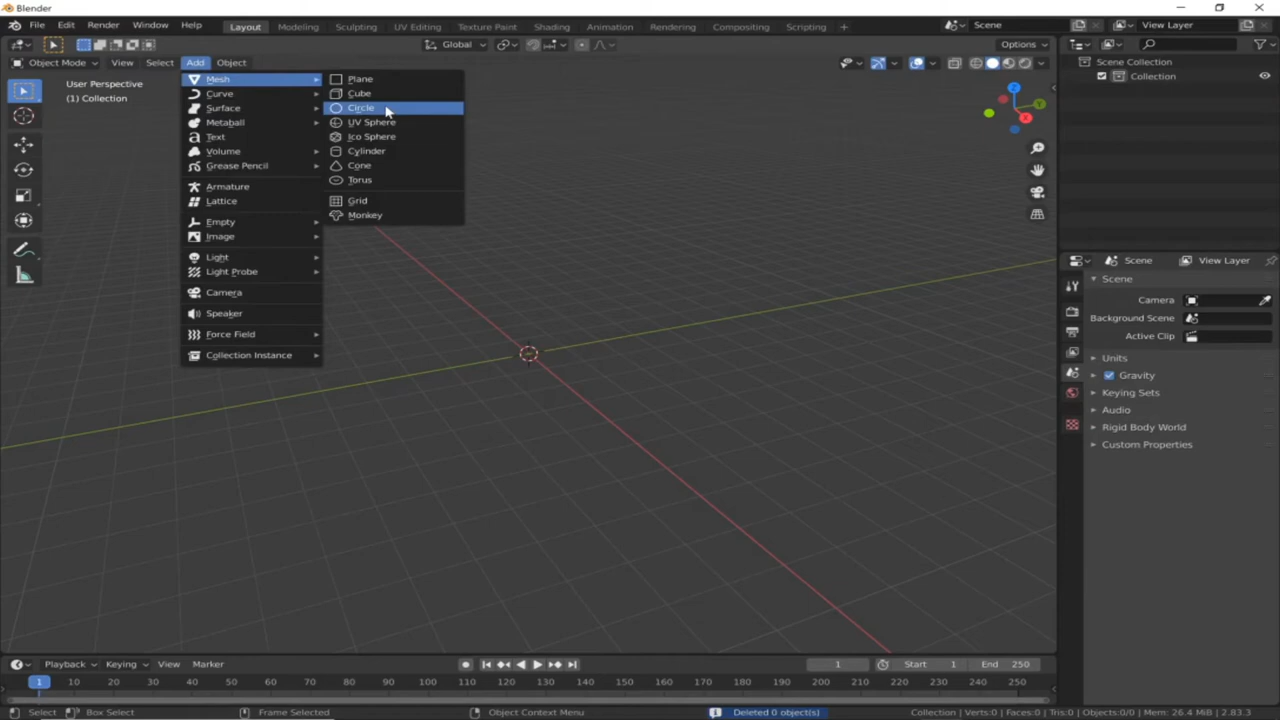 Blender
File Edit Render Window Help Layout Modeling Sculpting UV Editing Texture Paint Shading Animation Rendering Compositing Scripting + Scene View Layer
Global Options
Object Mode View Select Add Object
User Perspective
(1) Collection
Mesh
Curve
Surface
Metaball
Text
Volume
Grease Pencil
Armature
Lattice
Empty
Image
Light
Light Probe
Camera
Speaker
Force Field
Collection Instance
Plane
Cube
Circle
UV Sphere
Ico Sphere
Cylinder
Cone
Torus
Grid
Monkey
Z
Y
X
Scene Collection
Collection
Scene View Layer
Scene
Camera
Background Scene
Active Clip
Units
Gravity
Keying Sets
Audio
Rigid Body World
Custom Properties
Playback Keying View Marker 1 Start 1 End 250
1 10 20 30 40 50 60 70 80 90 100 110 120 130 140 150 160 170 180 190 200 210 220 230 240 250
Select Box Select Frame Selected Object Context Menu Deleted 0 object(s) Collection | Verts:0 | Faces:0 | Tris:0 | Objects:0/0 | Mem: 26.4 MiB | 2.83.3